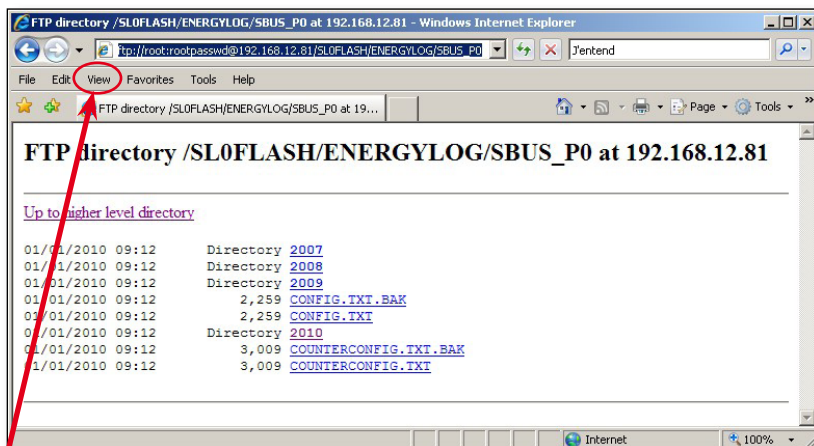 FTP directory /SL0FLASH/ENERGYLOG/SBUS_P0 at 192.168.12.81 - Windows Internet Explorer
ftp://root:rootpasswd@192.168.12.81/SL0FLASH/ENERGYLOG/SBUS_P0
J'entend
File Edit View Favorites Tools Help
FTP directory /SL0FLASH/ENERGYLOG/SBUS_P0 at 19...
Page Tools »
FTP directory /SL0FLASH/ENERGYLOG/SBUS_P0 at 192.168.12.81
Up to higher level directory
01/01/2010 09:12 Directory 2007
01/01/2010 09:12 Directory 2008
01/01/2010 09:12 Directory 2009
01/01/2010 09:12 2,259 CONFIG.TXT.BAK
01/01/2010 09:12 2,259 CONFIG.TXT
01/01/2010 09:12 Directory 2010
01/01/2010 09:12 3,009 COUNTERCONFIG.TXT.BAK
01/01/2010 09:12 3,009 COUNTERCONFIG.TXT
Internet 100%